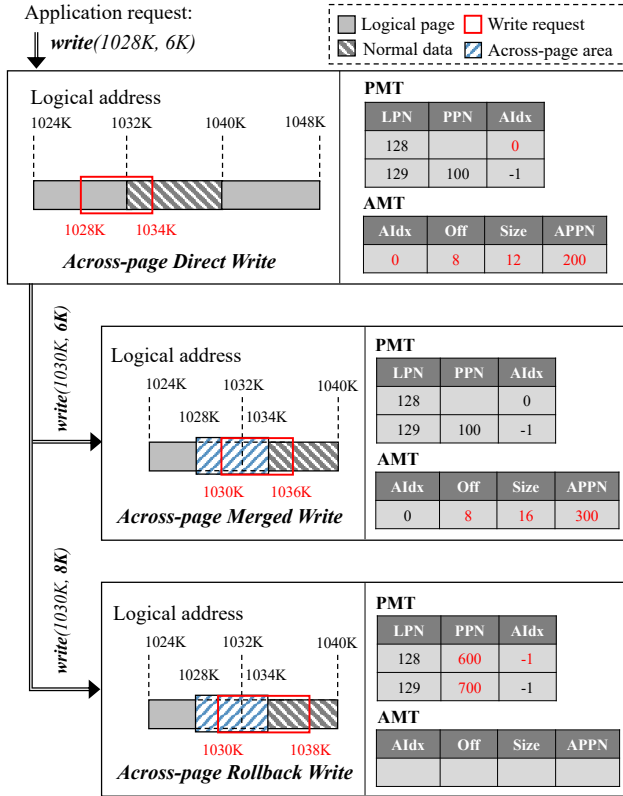 Application request:
write(1028K, 6K)
Logical page
Write request
Normal data
Across-page area
Logical address
1024K 1032K 1040K 1048K
1028K 1034K
Across-page Direct Write
PMT
LPN PPN AIdx
128 0
129 100 -1
AMT
AIdx Off Size APPN
0 8 12 200
write(1030K, 6K)
Logical address
1024K 1032K 1040K
1028K 1034K
1030K 1036K
Across-page Merged Write
PMT
LPN PPN AIdx
128 0
129 100 -1
AMT
AIdx Off Size APPN
0 8 16 300
write(1030K, 8K)
Logical address
1024K 1032K 1040K
1028K 1034K
1030K 1038K
Across-page Rollback Write
PMT
LPN PPN AIdx
128 600 -1
129 700 -1
AMT
AIdx Off Size APPN